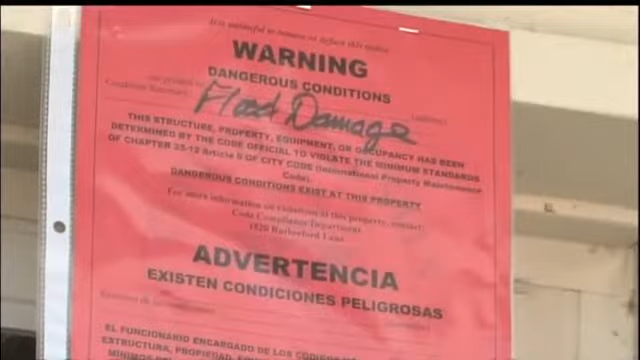 It is unlawful to remove or deface this notice
WARNING
DANGEROUS CONDITIONS
Flood Damage
THIS STRUCTURE, PROPERTY, EQUIPMENT, OR OCCUPANCY HAS BEEN
DETERMINED BY THE CODE OFFICIAL TO VIOLATE THE MINIMUM STANDARDS
OF CHAPTER 35-12 Article 5 OF CITY CODE (International Property Maintenance
Code).
DANGEROUS CONDITIONS EXIST AT THIS PROPERTY
For more information on violations at this property, contact:
Code Compliance Department
ADVERTENCIA
EXISTEN CONDICIONES PELIGROSAS
EL FUNCIONARIO ENCARGADO DE LOS CODIGOS
ESTRUCTURA, PROPIEDAD,